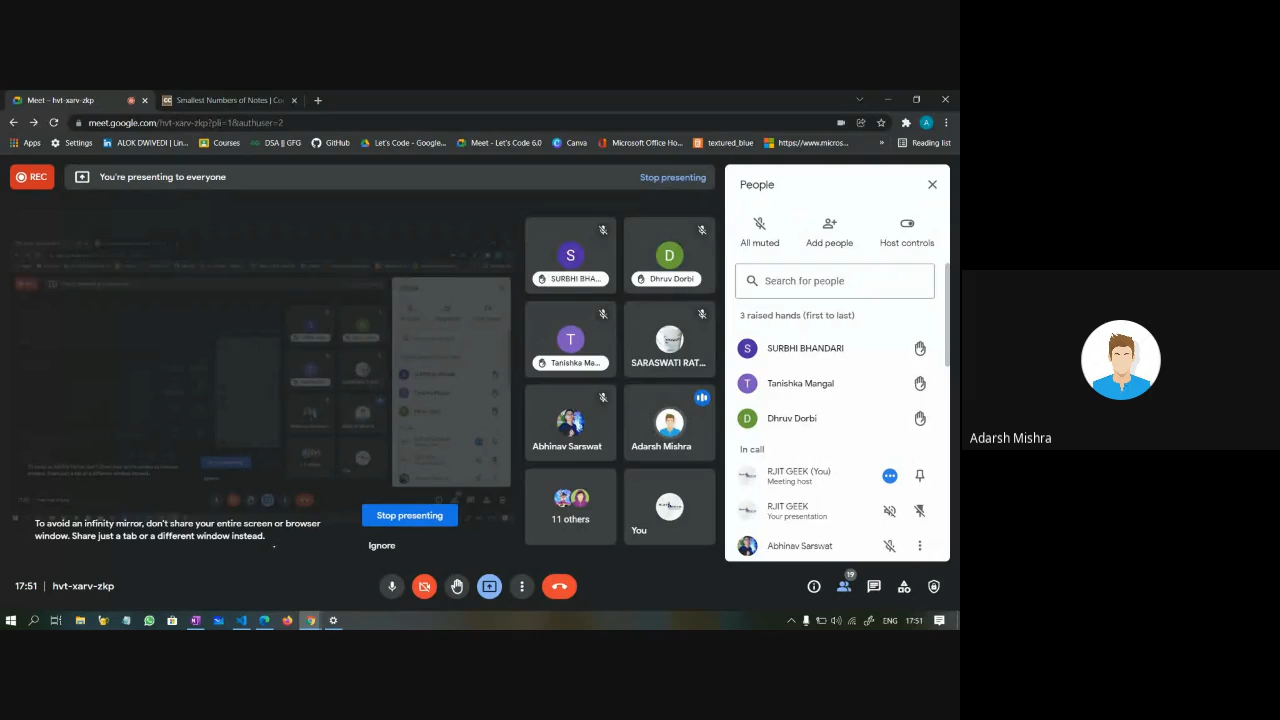 Meet – hvt-xarv-zkp
Smallest Numbers of Notes | Co
meet.google.com/hvt-xarv-zkp?pli=1&authuser=2
Apps
Settings
ALOK DWIVEDI | Lin...
Courses
DSA || GFG
GitHub
Let's Code - Google...
Meet - Let's Code 6.0
Canva
Microsoft Office Ho...
textured_blue
https://www.micros...
Reading list
REC
You're presenting to everyone
Stop presenting
SURBHI BHA...
Dhruv Dorbi
Tanishka Ma...
SARASWATI RAT...
Abhinav Sarswat
Adarsh Mishra
11 others
You
To avoid an infinity mirror, don't share your entire screen or browser
window. Share just a tab or a different window instead.
Stop presenting
Ignore
People
All muted
Add people
Host controls
Search for people
3 raised hands (first to last)
SURBHI BHANDARI
Tanishka Mangal
Dhruv Dorbi
In call
RJIT GEEK (You)
Meeting host
RJIT GEEK
Your presentation
Abhinav Sarswat
17:51 | hvt-xarv-zkp
19
ENG
17:51
Adarsh Mishra